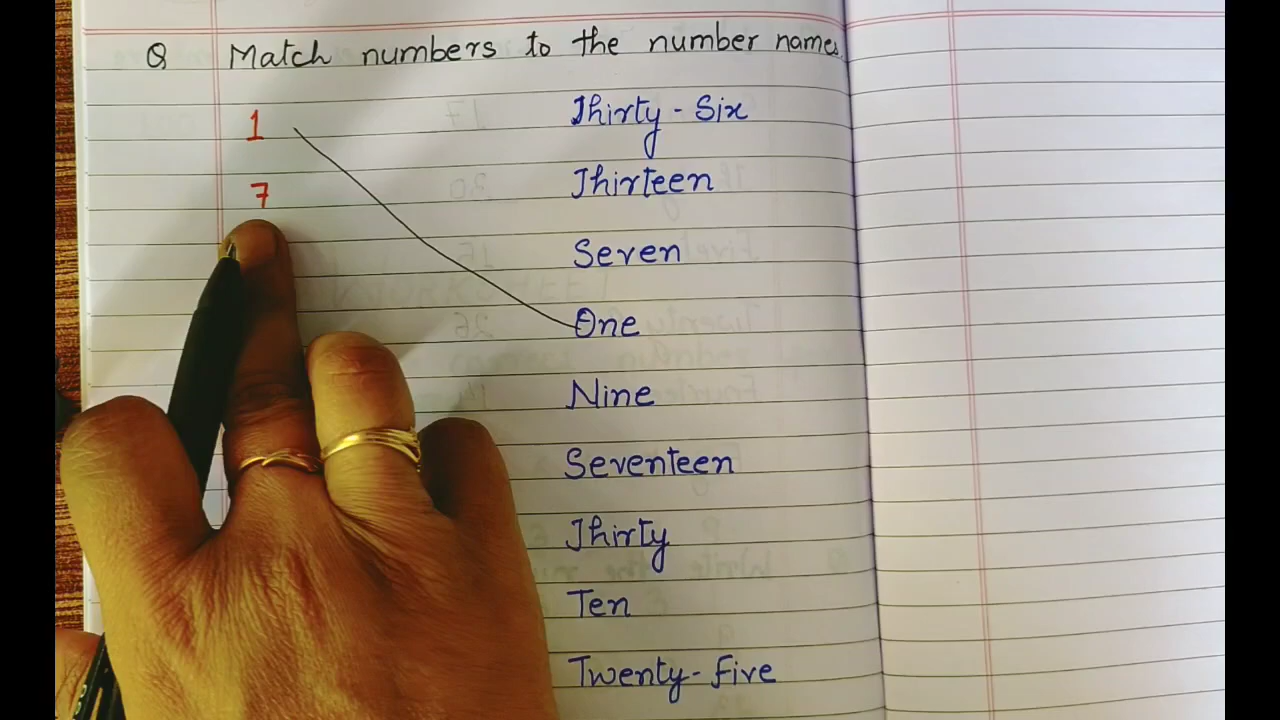 Q Match numbers to the number names
1 Thirty-Six
7 Thirteen
Seven
One
Nine
Seventeen
Thirty
Ten
Twenty-five